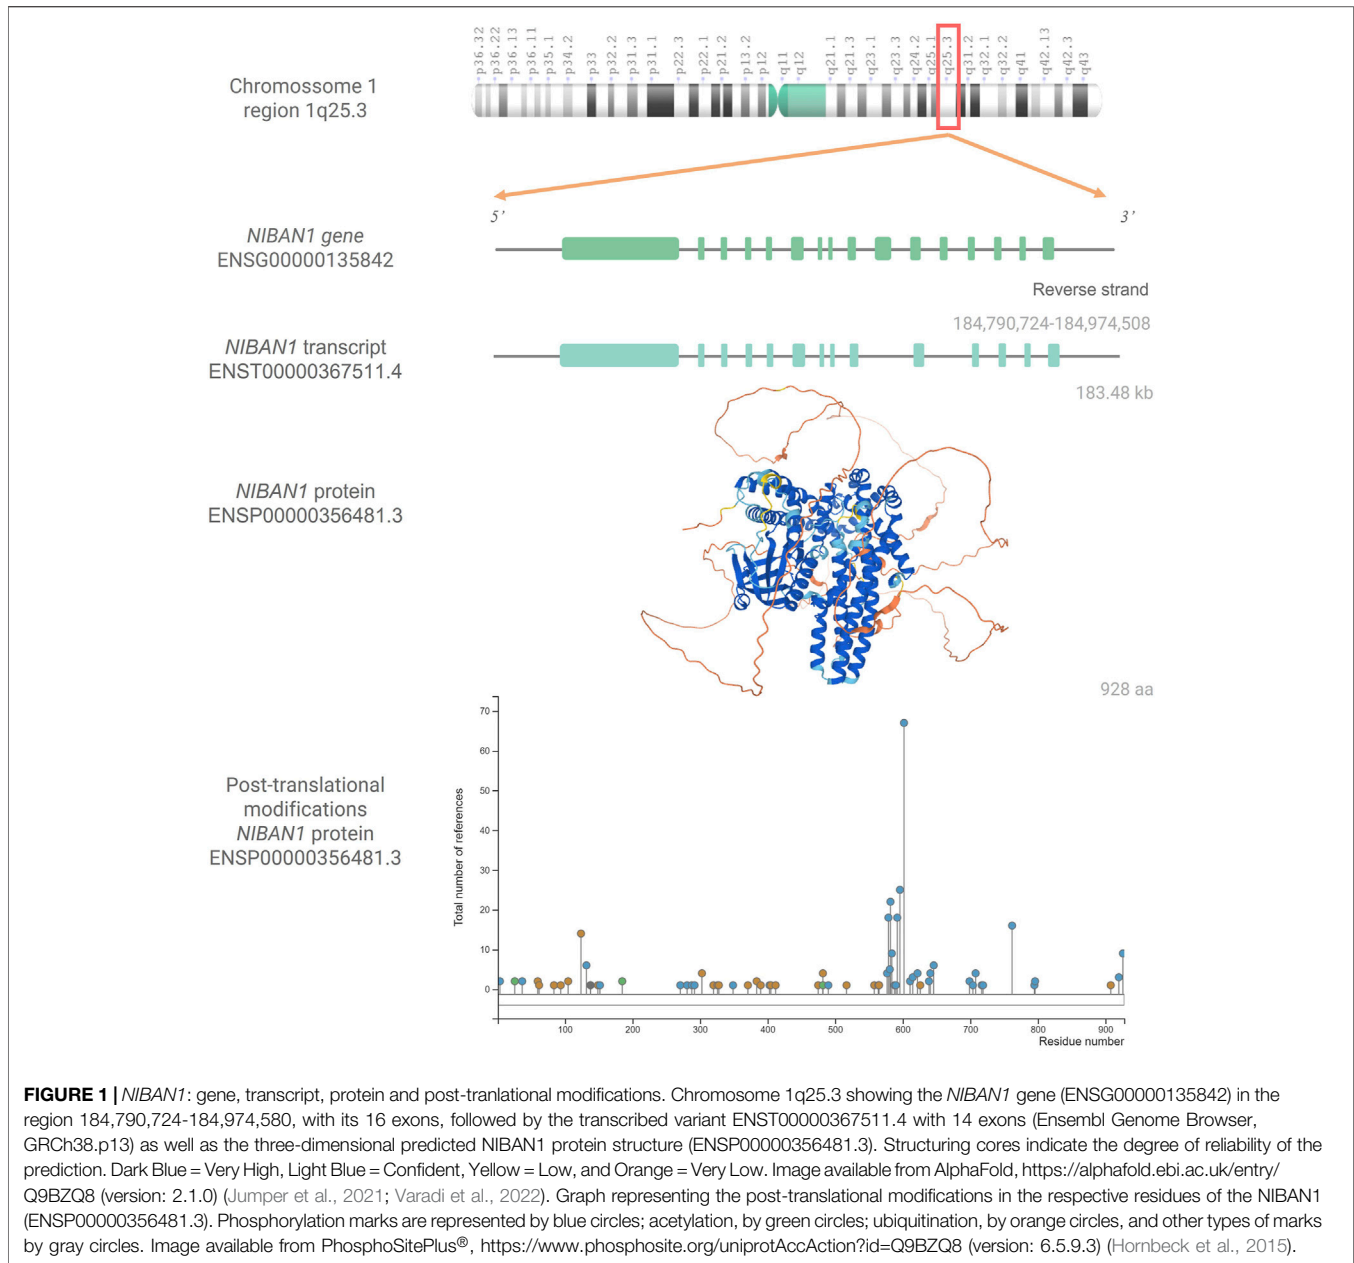 p36.32 p36.22 p36.13 p36.11 p35.1 p34.2 p33 p32.2 p31.3 p31.1 p22.3 p22.1 p21.2 p13.2 p12 q11 q12 q21.1 q21.3 q23.1 q23.3 q24.2 q25.1 q25.3 q31.2 q32.1 q32.2 q41 q42.13 q42.3 q43
Chromossome 1
region 1q25.3
5’
3’
NIBAN1 gene
ENSG00000135842
Reverse strand
184,790,724-184,974,508
NIBAN1 transcript
ENST00000367511.4
183.48 kb
NIBAN1 protein
ENSP00000356481.3
928 aa
Post-translational
modifications
NIBAN1 protein
ENSP00000356481.3
Total number of references
70
60
50
40
30
20
10
0
100 200 300 400 500 600 700 800 900
Residue number
FIGURE 1 | NIBAN1: gene, transcript, protein and post-tranlational modifications. Chromosome 1q25.3 showing the NIBAN1 gene (ENSG00000135842) in the
region 184,790,724-184,974,580, with its 16 exons, followed by the transcribed variant ENST00000367511.4 with 14 exons (Ensembl Genome Browser,
GRCh38.p13) as well as the three-dimensional predicted NIBAN1 protein structure (ENSP00000356481.3). Structuring cores indicate the degree of reliability of the
prediction. Dark Blue = Very High, Light Blue = Confident, Yellow = Low, and Orange = Very Low. Image available from AlphaFold, https://alphafold.ebi.ac.uk/entry/
Q9BZQ8 (version: 2.1.0) (Jumper et al., 2021; Varadi et al., 2022). Graph representing the post-translational modifications in the respective residues of the NIBAN1
(ENSP00000356481.3). Phosphorylation marks are represented by blue circles; acetylation, by green circles; ubiquitination, by orange circles, and other types of marks
by gray circles. Image available from PhosphoSitePlus®, https://www.phosphosite.org/uniprotAccAction?id=Q9BZQ8 (version: 6.5.9.3) (Hornbeck et al., 2015).